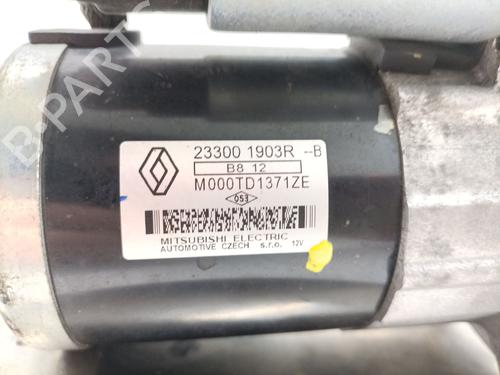 23300 1903R --B
B8 12
M000TD1371ZE
053
MITSUBISHI ELECTRIC
AUTOMOTIVE CZECH s.r.o. 12V
B-PARTS